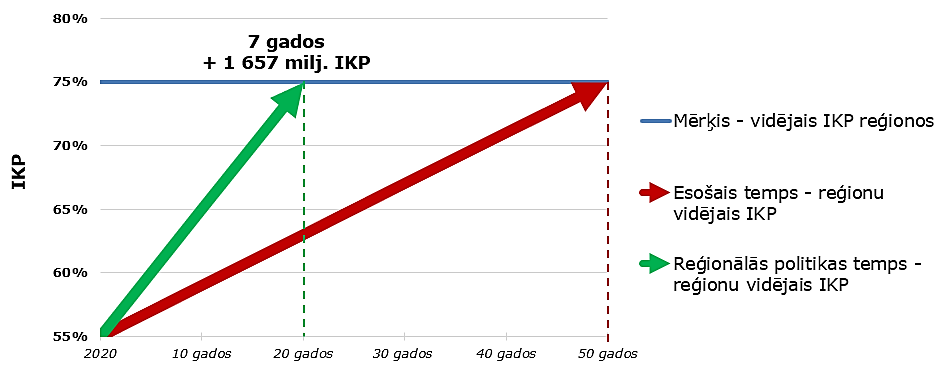 80%
7 gados
+ 1 657 milj. IKP
75%
70%
65%
60%
55%
IKP
2020
10 gados
20 gados
30 gados
40 gados
50 gados
Mērķis - vidējais IKP reģionos
Esošais temps - reģionu
vidējais IKP
Reģionālās politikas temps -
reģionu vidējais IKP